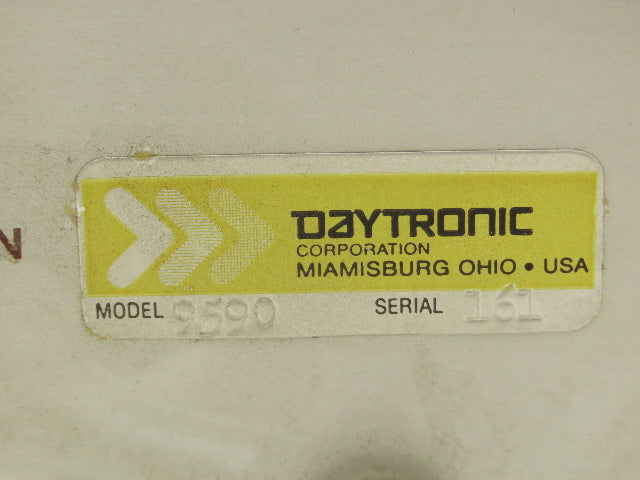 N
DAYTRONIC
CORPORATION
MIAMISBURG OHIO • USA
MODEL 9590 SERIAL 161